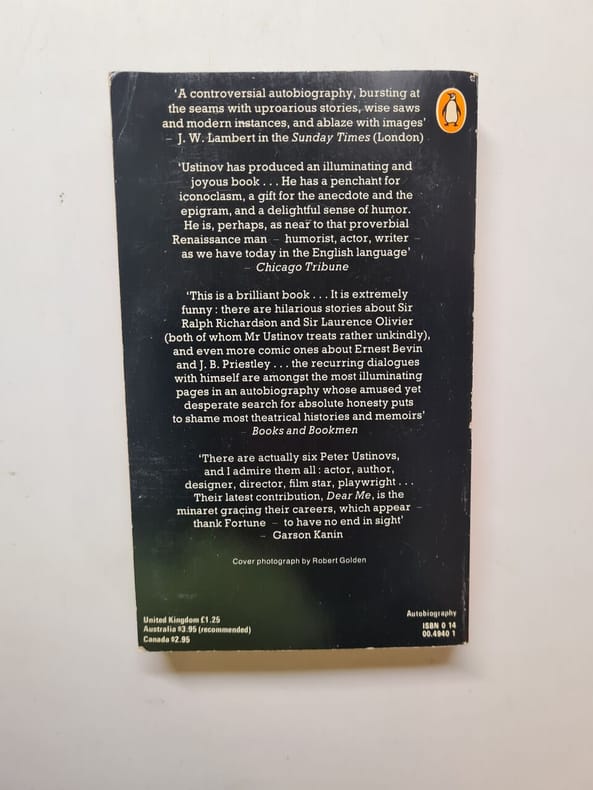 'A controversial autobiography, bursting at
the seams with uproarious stories, wise saws
and modern instances, and ablaze with images'
– J. W. Lambert in the Sunday Times (London)
'Ustinov has produced an illuminating and
joyous book . . . He has a penchant for
iconoclasm, a gift for the anecdote and the
epigram, and a delightful sense of humor.
He is, perhaps, as near to that proverbial
Renaissance man – humorist, actor, writer –
as we have today in the English language'
– Chicago Tribune
'This is a brilliant book . . . It is extremely
funny : there are hilarious stories about Sir
Ralph Richardson and Sir Laurence Olivier
(both of whom Mr Ustinov treats rather unkindly),
and even more comic ones about Ernest Bevin
and J. B. Priestley . . . the recurring dialogues
with himself are amongst the most illuminating
pages in an autobiography whose amused yet
desperate search for absolute honesty puts
to shame most theatrical histories and memoirs'
– Books and Bookmen
'There are actually six Peter Ustinovs,
and I admire them all : actor, author,
designer, director, film star, playwright . . .
Their latest contribution, Dear Me, is the
minaret gracing their careers, which appear –
thank Fortune – to have no end in sight'
– Garson Kanin
Cover photograph by Robert Golden
United Kingdom £1.25
Australia $3.95 (recommended)
Canada $2.95
Autobiography
ISBN 0 14
00.4940 1